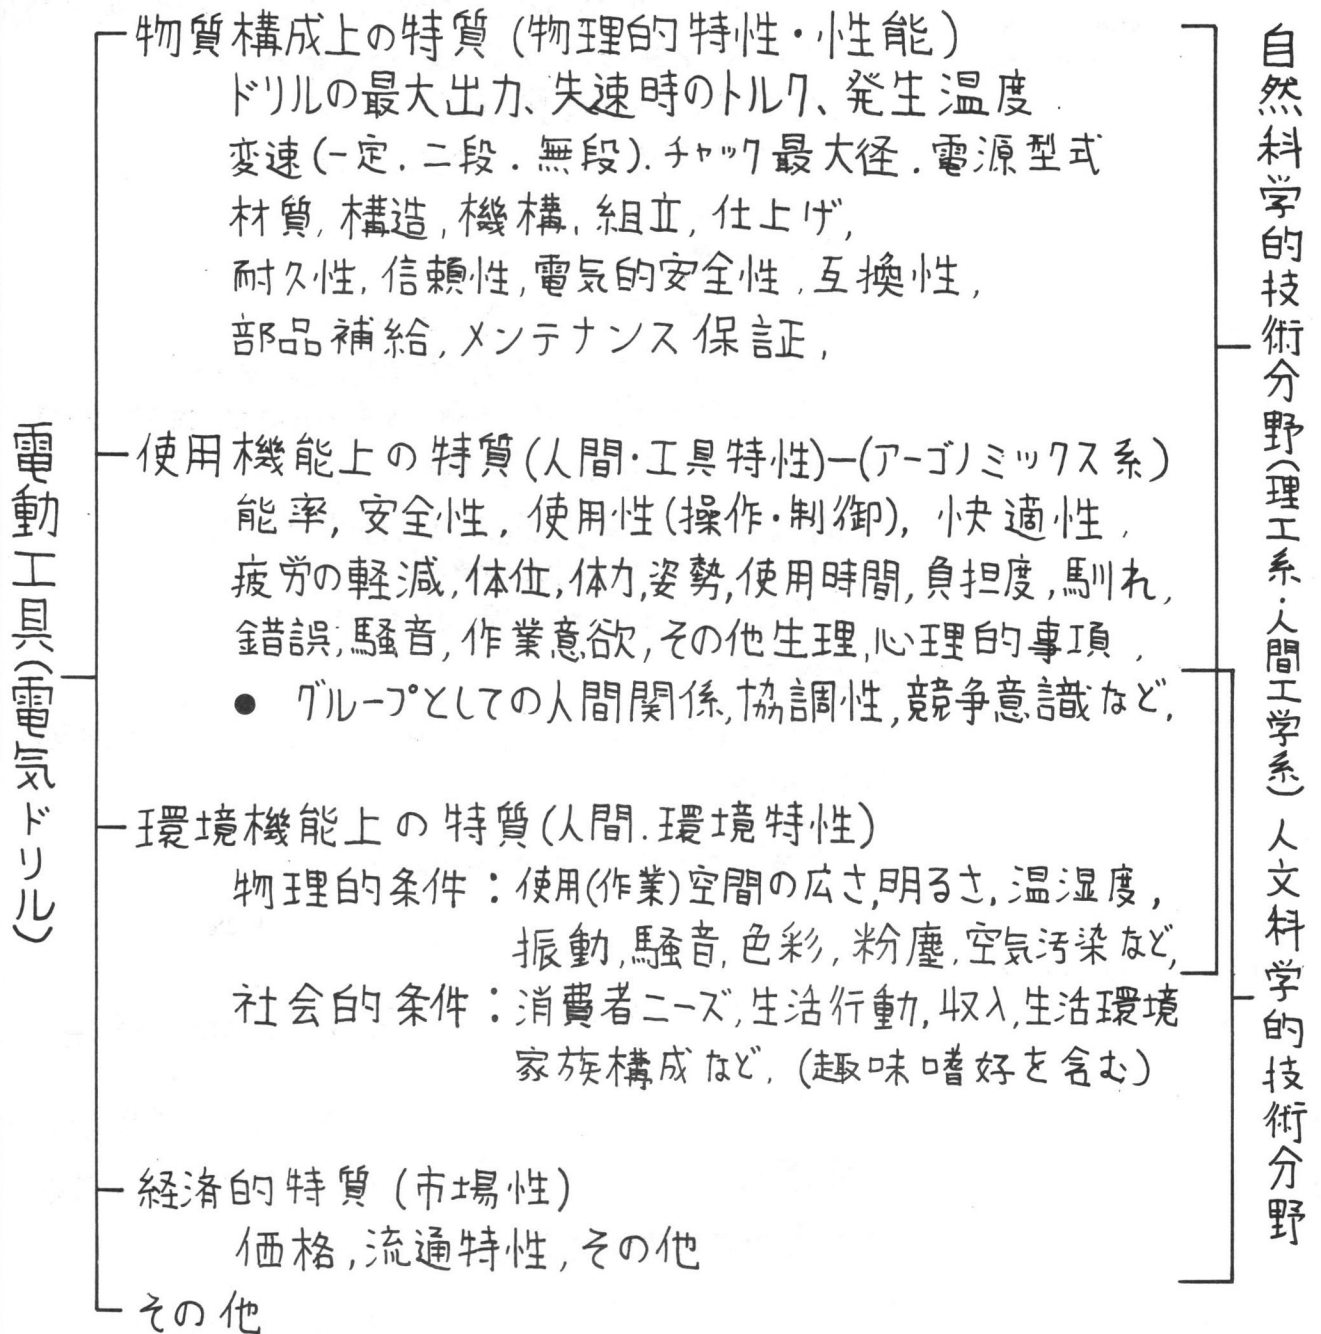 電動工具(電気ドリル)
物質構成上の特質(物理的特性・性能)
ドリルの最大出力、失速時のトルク、発生温度.
変速(一定.二段.無段).チャック最大径.電源型式
材質,構造,機構,組立,仕上げ,
耐久性,信頼性,電気的安全性,互換性,
部品補給,メンテナンス保証,
使用機能上の特質(人間・工具特性)ー(アーゴノミックス系)
能率,安全性,使用性(操作・制御),快適性,
疲労の軽減,体位,体力,姿勢,使用時間,負担度,馴れ,
錯誤,騒音,作業意欲,その他生理,心理的事項,
● グループとしての人間関係,協調性,競争意識など,
環境機能上の特質(人間.環境特性)
物理的条件:使用(作業)空間の広さ,明るさ,温湿度,
振動,騒音,色彩,粉塵,空気汚染など,
社会的条件:消費者ニーズ,生活行動,収入,生活環境
家族構成など.(趣味嗜好を含む)
経済的特質(市場性)
価格,流通特性,その他
その他
自然科学的技術分野(理工系・人間工学系)
人文科学的技術分野